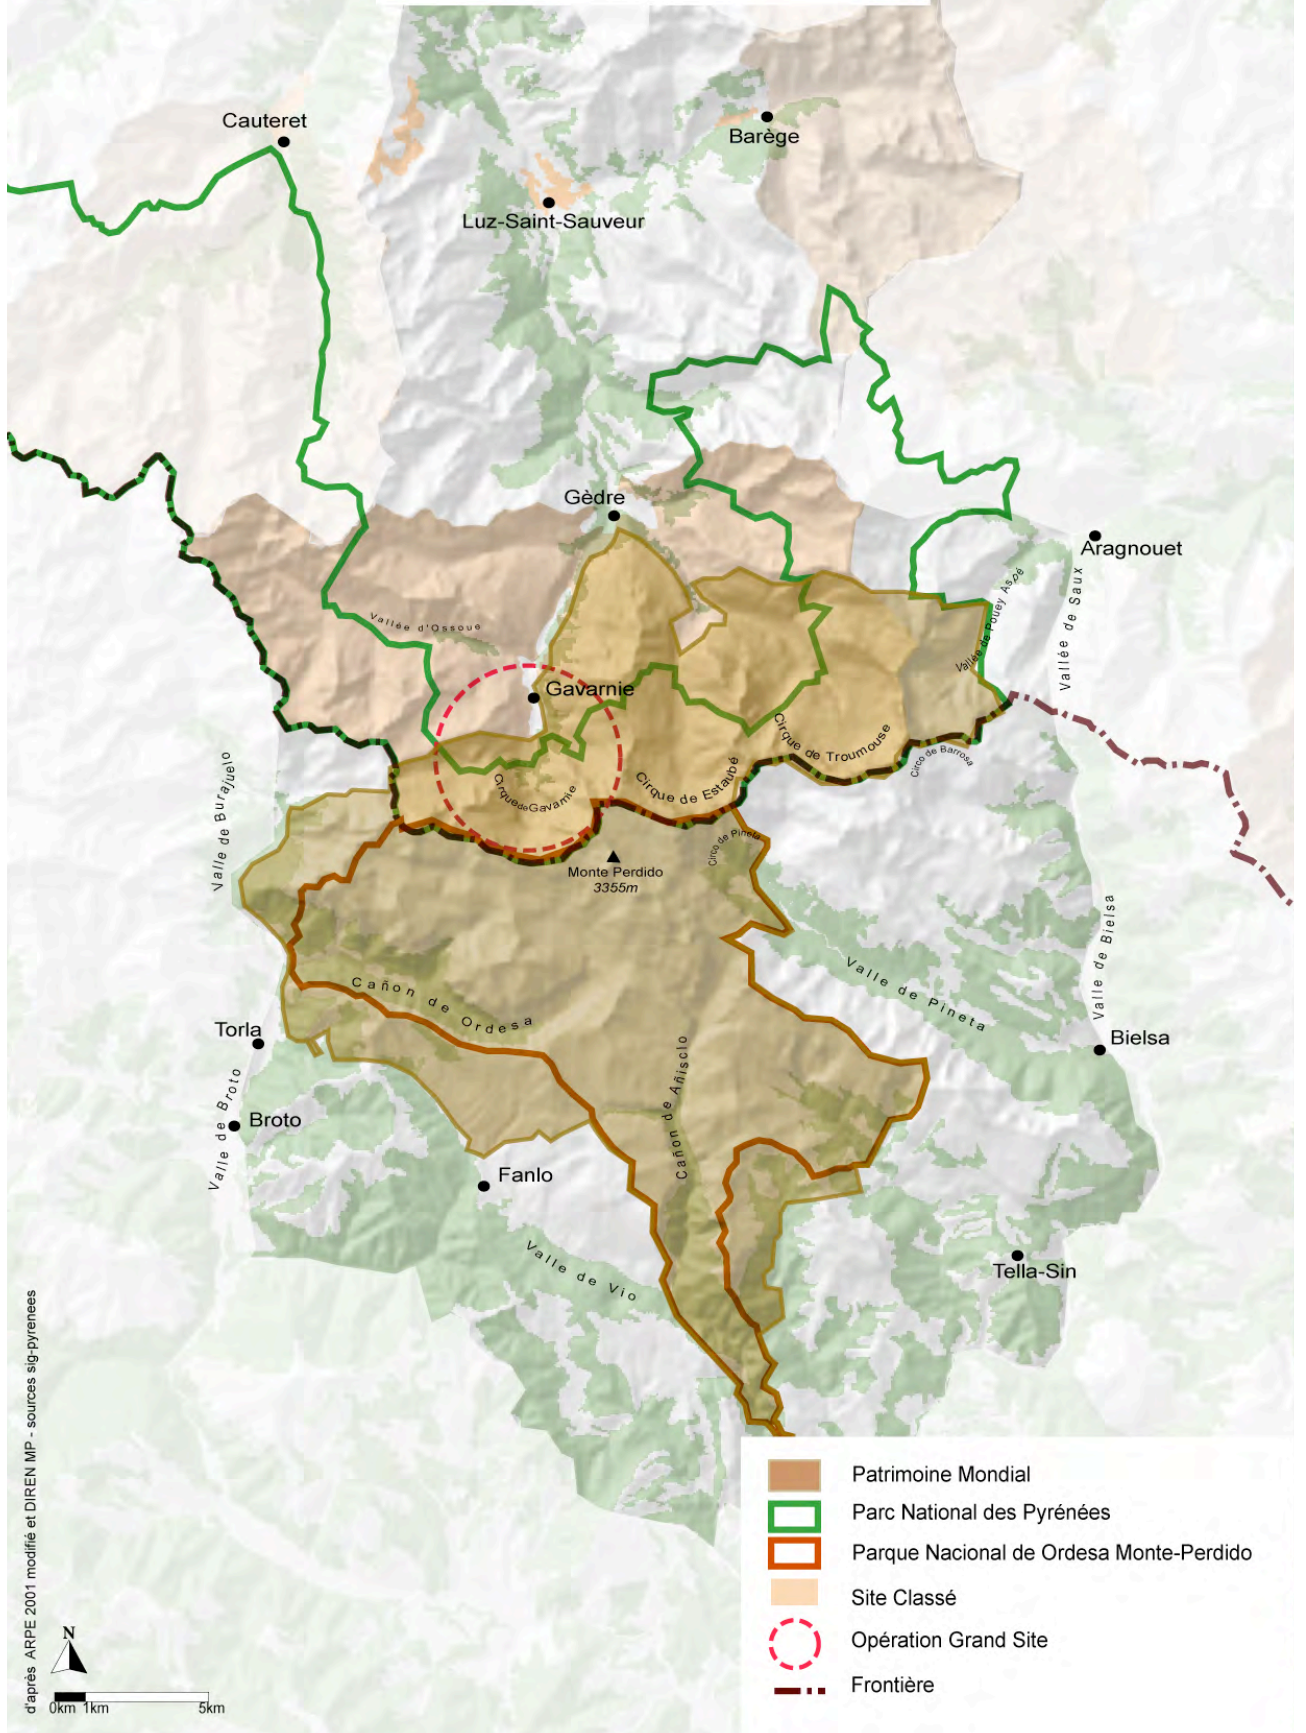 Cauteret
Barège
Luz-Saint-Sauveur
Gèdre
Aragnouet
Vallée d'Ossoue
Vallée de Pouey Aspé
Vallée de Saux
Gavarnie
Cirque de Troumouse
Circo de Barrosa
Cirque de Estaubé
Cirque de Gavarnie
Valle de Burajuelo
Circo de Pineta
Monte Perdido
3355m
Valle de Bielsa
Valle de Pineta
Cañon de Ordesa
Torla
Bielsa
Cañon de Añisclo
Valle de Broto
Broto
Fanlo
Valle de Vio
Tella-Sin
d'après ARPE 2001 modifié et DIREN MP - sources sig-pyrenees
Patrimoine Mondial
Parc National des Pyrénées
Parque Nacional de Ordesa Monte-Perdido
Site Classé
Opération Grand Site
Frontière
N
0km 1km 5km